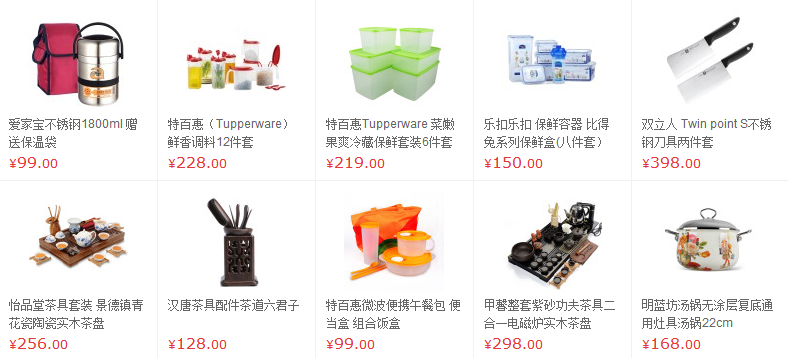 爱家宝不锈钢1800ml 赠
送保温袋
¥99.00
特百惠（Tupperware）
鲜香调料12件套
¥228.00
特百惠Tupperware 菜嫩
果爽冷藏保鲜套装6件套
¥219.00
乐扣乐扣 保鲜容器 比得
兔系列保鲜盒(八件套）
¥150.00
双立人 Twin point S不锈
钢刀具两件套
¥398.00
怡品堂茶具套装 景德镇青
花瓷陶瓷实木茶盘
¥256.00
汉唐茶具配件茶道六君子
¥128.00
特百惠微波便携午餐包 便
当盒 组合饭盒
¥99.00
甲馨整套紫砂功夫茶具二
合一电磁炉实木茶盘
¥298.00
明蓝坊汤锅无涂层复底通
用灶具汤锅22cm
¥168.00